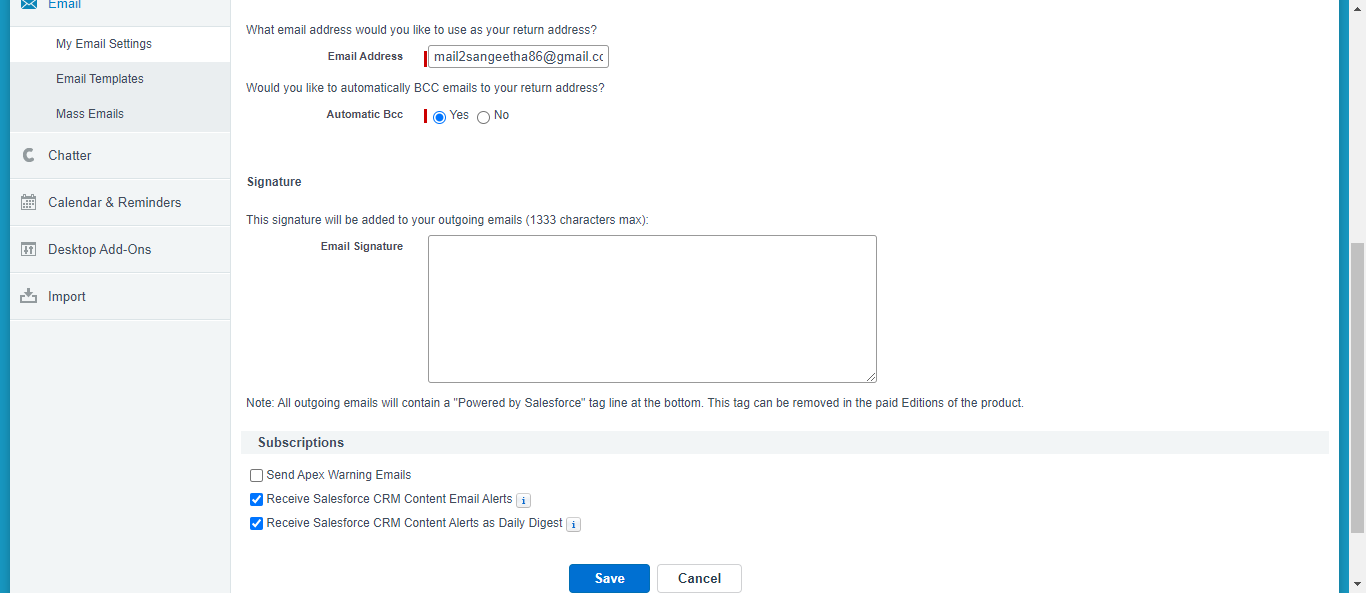 Email
My Email Settings
Email Templates
Mass Emails
Chatter
Calendar & Reminders
Desktop Add-Ons
Import
What email address would you like to use as your return address?
Email Address mail2sangeetha86@gmail.cc
Would you like to automatically BCC emails to your return address?
Automatic Bcc Yes No
Signature
This signature will be added to your outgoing emails (1333 characters max):
Email Signature
Note: All outgoing emails will contain a "Powered by Salesforce" tag line at the bottom. This tag can be removed in the paid Editions of the product.
Subscriptions
Send Apex Warning Emails
Receive Salesforce CRM Content Email Alerts i
Receive Salesforce CRM Content Alerts as Daily Digest i
Save Cancel